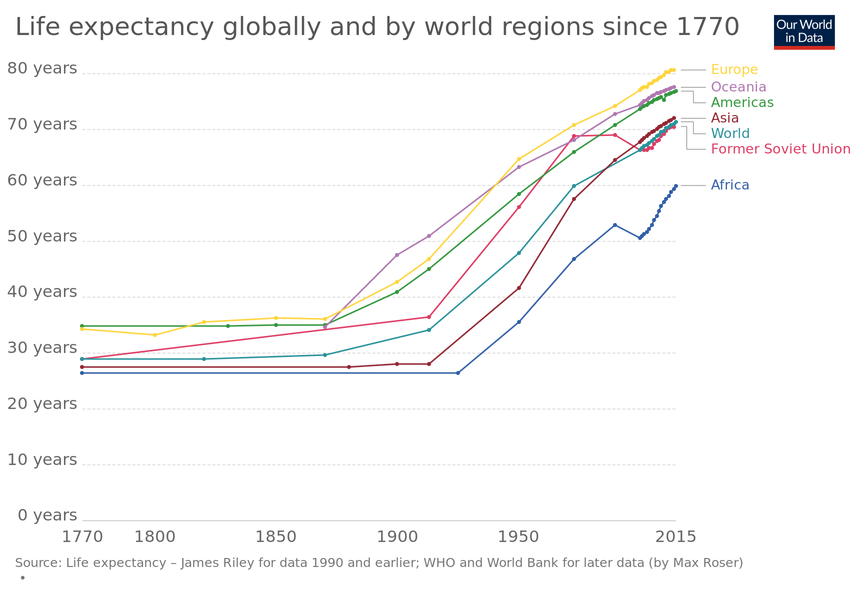 Life expectancy globally and by world regions since 1770
Our World
in Data
80 years
70 years
60 years
50 years
40 years
30 years
20 years
10 years
0 years
Europe
Oceania
Americas
Asia
World
Former Soviet Union
Africa
1770 1800 1850 1900 1950 2015
Source: Life expectancy – James Riley for data 1990 and earlier; WHO and World Bank for later data (by Max Roser)
•